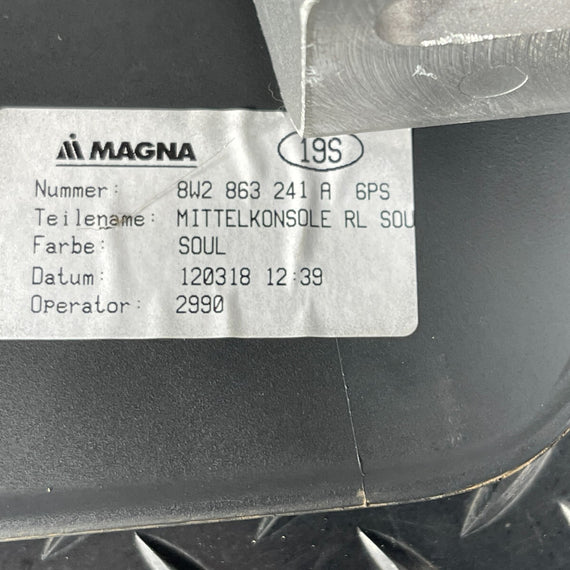 MAGNA 19S
Nummer: 8W2 863 241 A 6PS
Teilename: MITTELKONSOLE RL SOU
Farbe: SOUL
Datum: 120318 12:39
Operator: 2990